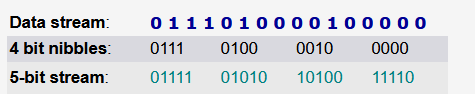 Data stream: 0 1 1 1 0 1 0 0 0 0 1 0 0 0 0 0
4 bit nibbles: 0111 0100 0010 0000
5-bit stream: 01111 01010 10100 11110